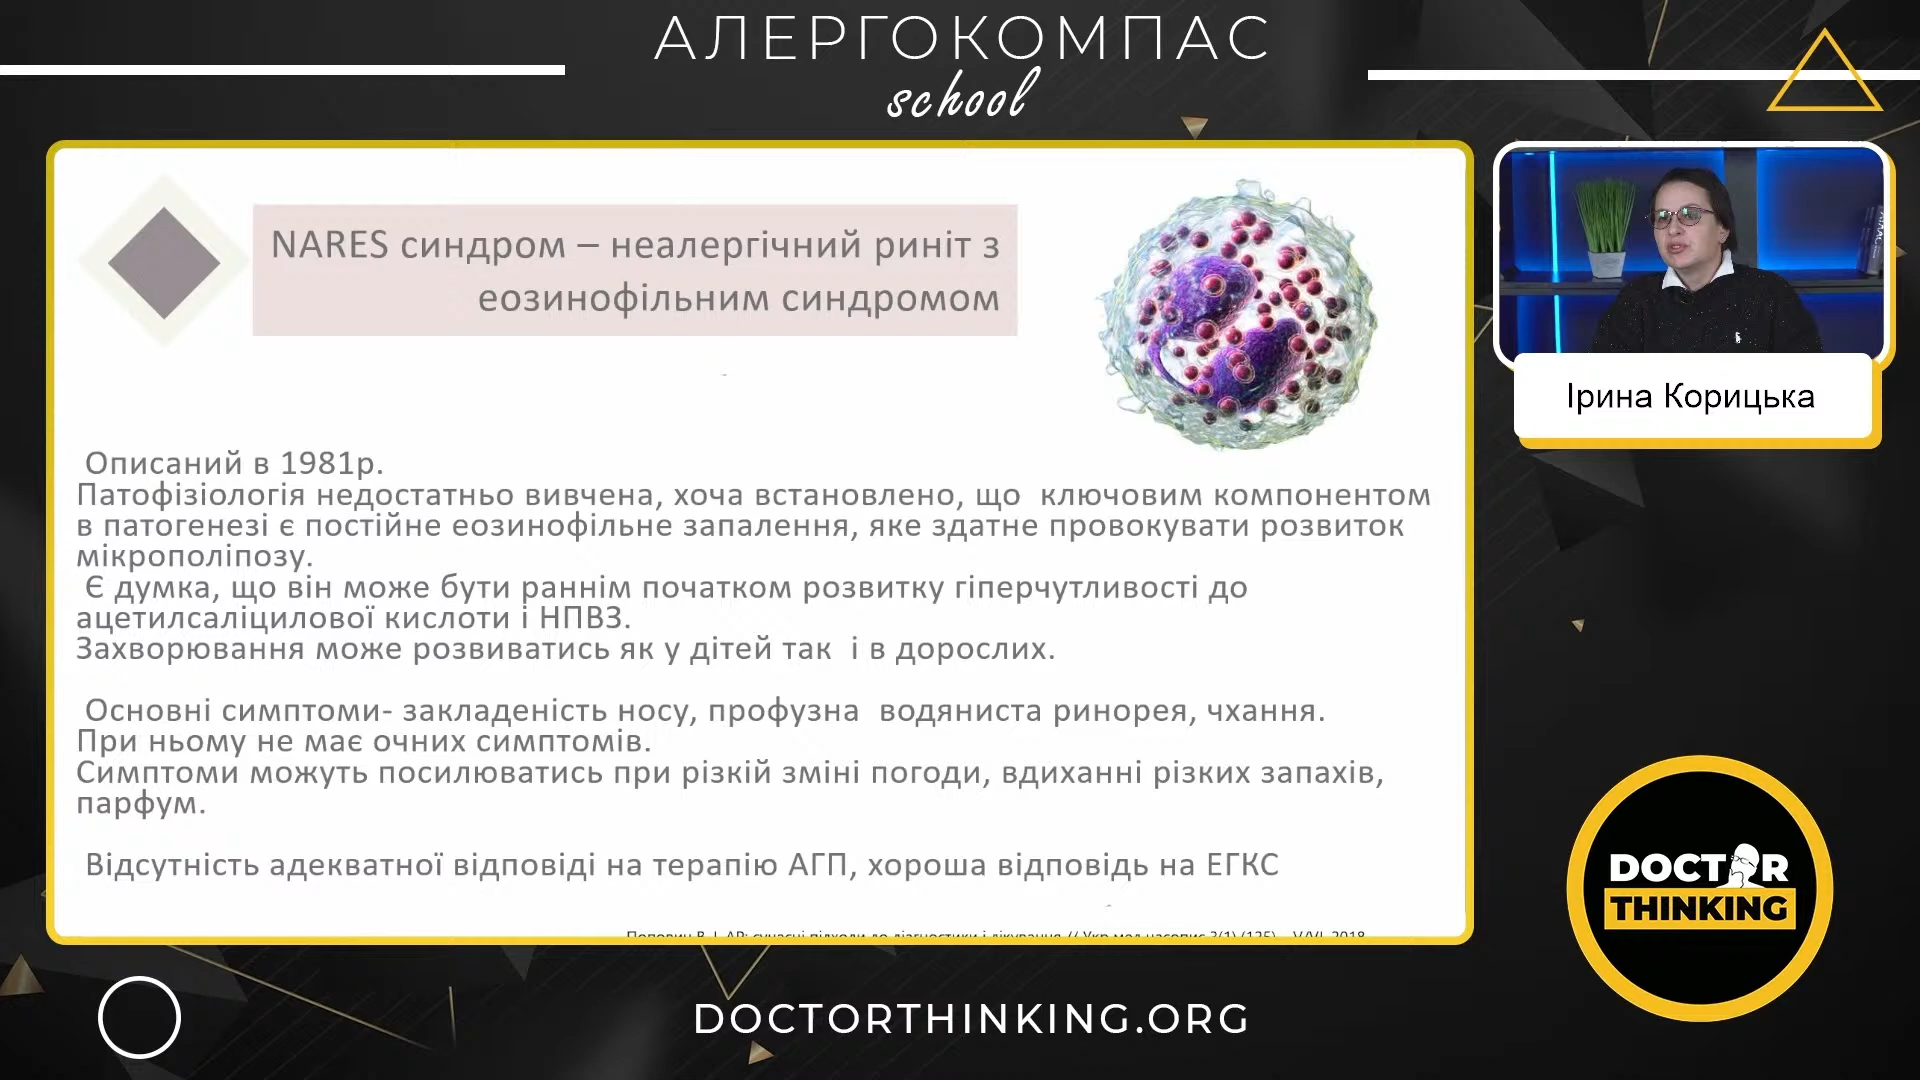 АЛЕРГОКОМПАС
school
NARES синдром – неалергічний риніт з
еозинофільним синдромом
Ірина Корицька
Описаний в 1981р.
Патофізіологія недостатньо вивчена, хоча встановлено, що ключовим компонентом
в патогенезі є постійне еозинофільне запалення, яке здатне провокувати розвиток
мікрополіпозу.
Є думка, що він може бути раннім початком розвитку гіперчутливості до
ацетилсаліцилової кислоти і НПВЗ.
Захворювання може розвиватись як у дітей так і в дорослих.
Основні симптоми- закладеність носу, профузна водяниста ринорея, чхання.
При ньому не має очних симптомів.
Симптоми можуть посилюватись при різкій зміні погоди, вдиханні різких запахів,
парфум.
Відсутність адекватної відповіді на терапію АГП, хороша відповідь на ЕГКС
DOCTOR
THINKING
DOCTORTHINKING.ORG